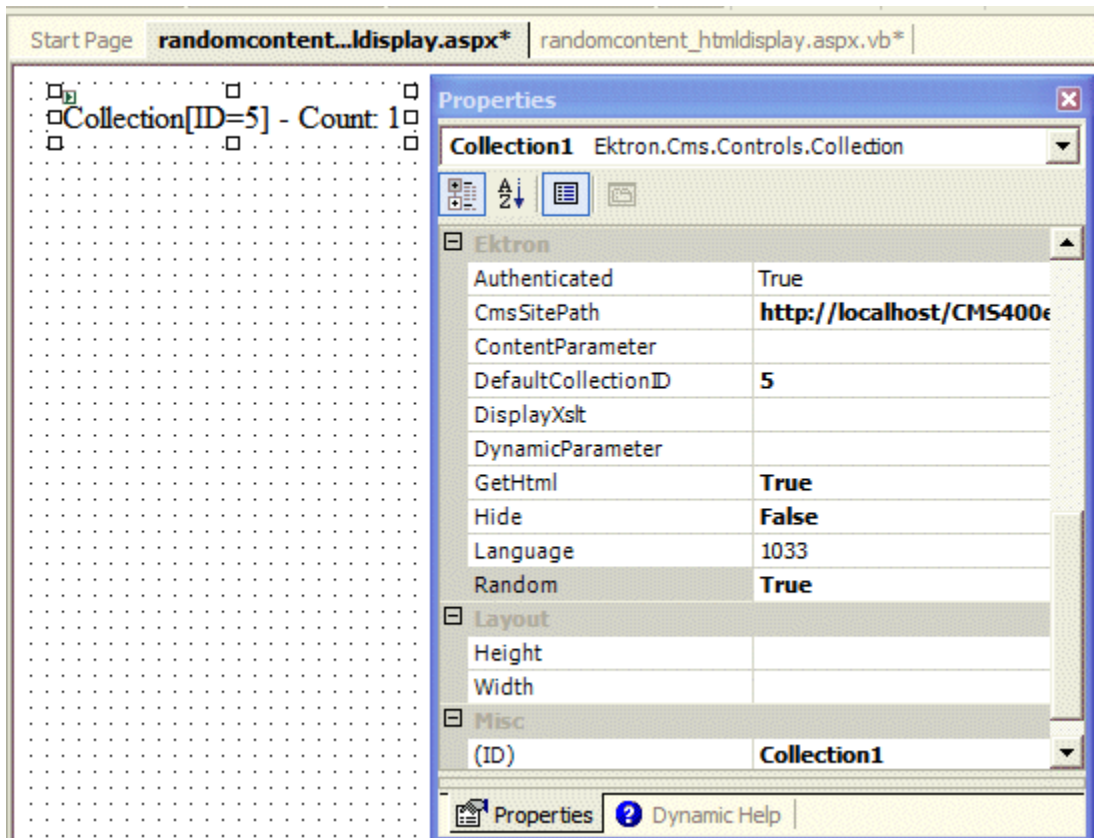 Start Page randomcontent...ldisplay.aspx* randomcontent_htmldisplay.aspx.vb*
Collection[ID=5] - Count: 1
Properties
Collection1 Ektron.Cms.Controls.Collection
Ektron
Authenticated True
CmsSitePath http://localhost/CMS400e
ContentParameter
DefaultCollectionID 5
DisplayXslt
DynamicParameter
GetHtml True
Hide False
Language 1033
Random True
Layout
Height
Width
Misc
(ID) Collection1
Properties Dynamic Help